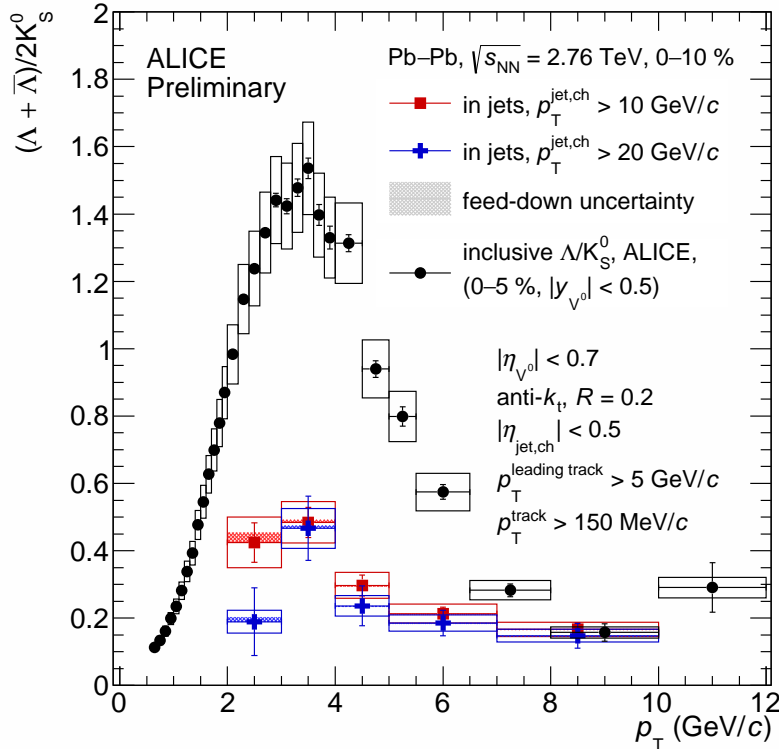 (Λ + Λ̅)/2K⁰_S
2
1.8
1.6
1.4
1.2
1
0.8
0.6
0.4
0.2
0
ALICE
Preliminary
Pb–Pb, √s_NN = 2.76 TeV, 0–10 %
in jets, p_T^jet,ch > 10 GeV/c
in jets, p_T^jet,ch > 20 GeV/c
feed-down uncertainty
inclusive Λ/K⁰_S, ALICE,
(0–5 %, |y_V⁰| < 0.5)
|η_V⁰| < 0.7
anti-k_t, R = 0.2
|η_jet,ch| < 0.5
p_T^leading track > 5 GeV/c
p_T^track > 150 MeV/c
0 2 4 6 8 10 12
p_T (GeV/c)